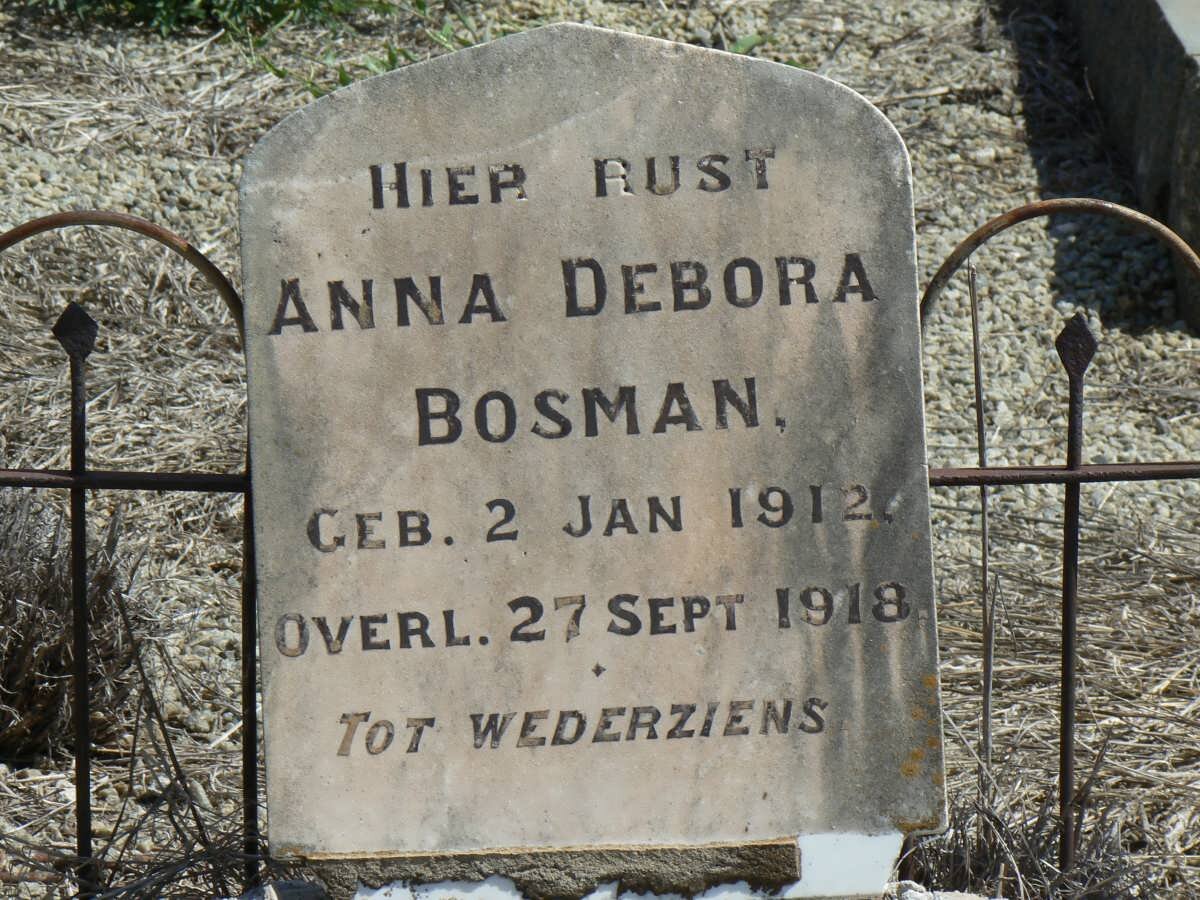 HIER RUST
ANNA DEBORA
BOSMAN,
GEB. 2 JAN 1912.
OVERL. 27 SEPT 1918.
TOT WEDERZIENS